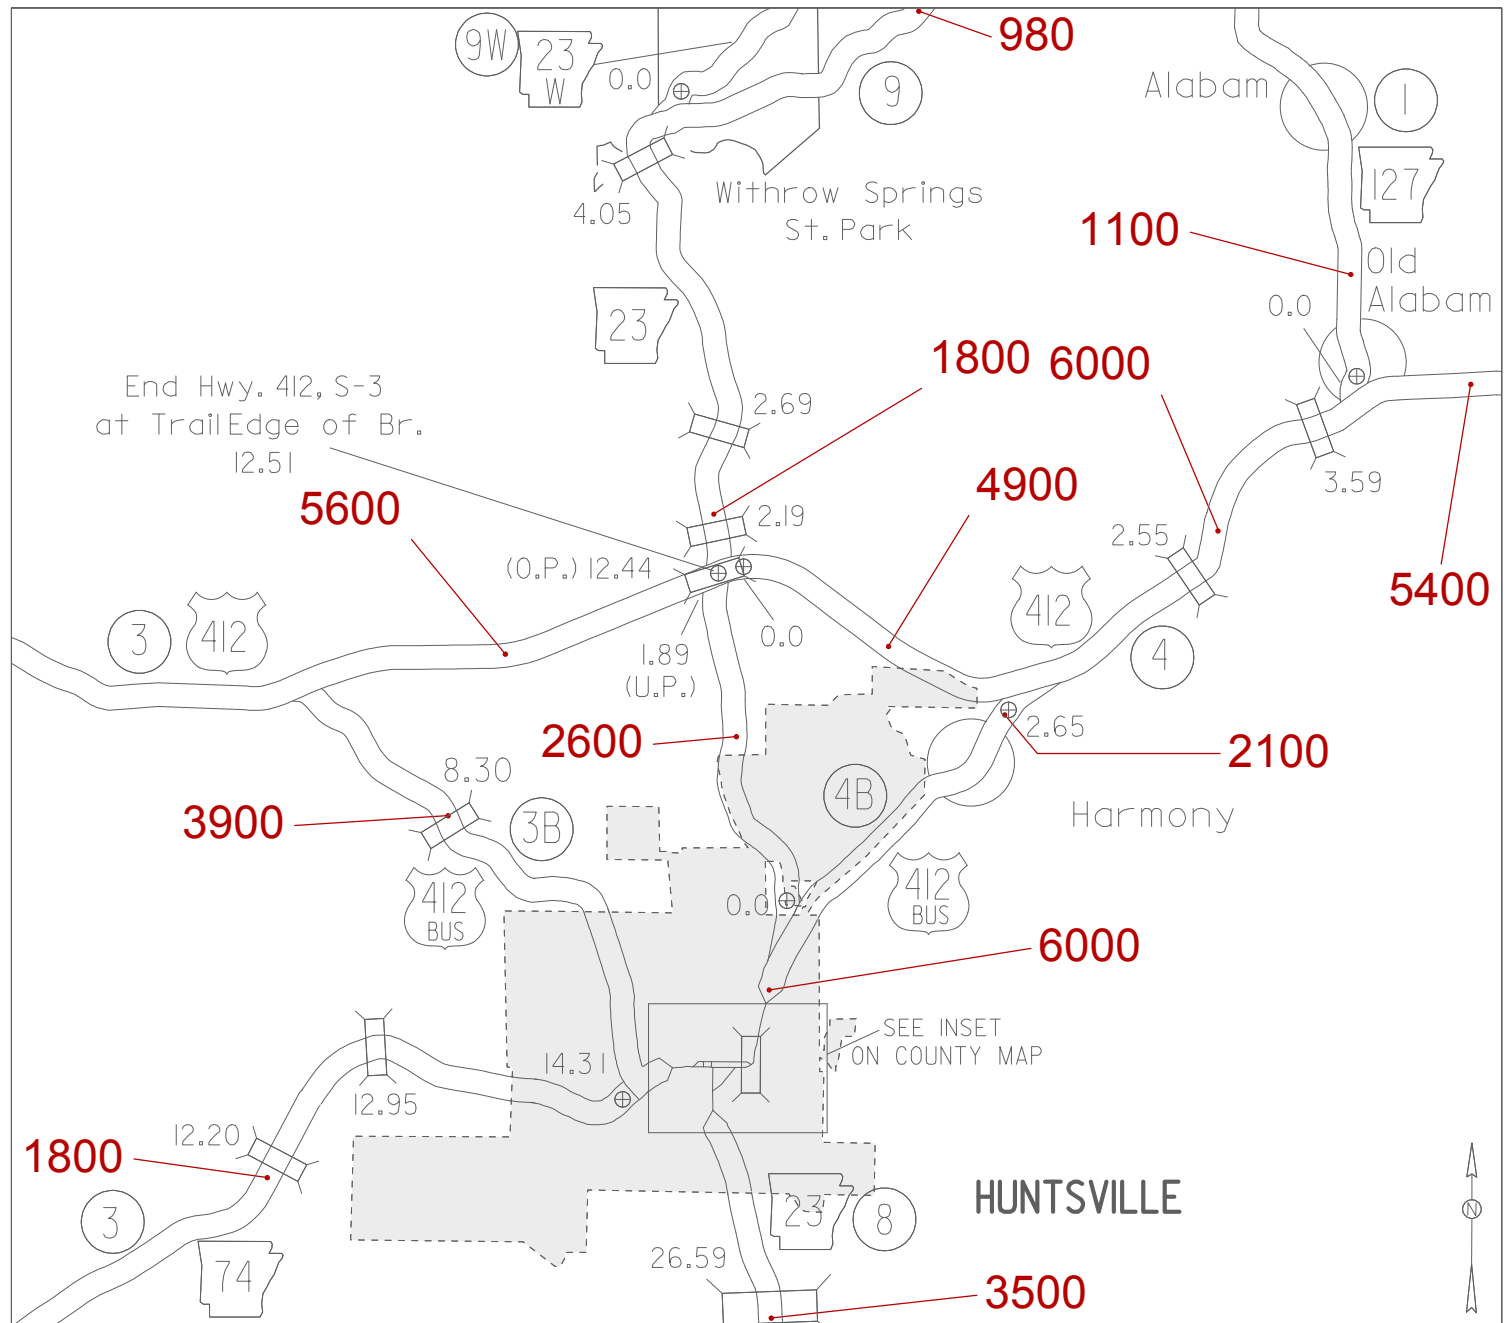 980
9W
23
W
0.0
9
Alabam
1
127
4.05
Withrow Springs
St. Park
1100
Old
Alabam
0.0
23
1800
6000
End Hwy. 412, S-3
at Trail Edge of Br.
12.51
2.69
3.59
5600
4900
2.19
2.55
(O.P.) 12.44
5400
3
412
412
0.0
1.89
(U.P.)
4
2600
2.65
2100
8.30
4B
3900
3B
Harmony
412
BUS
412
BUS
0.0
6000
SEE INSET
ON COUNTY MAP
14.31
12.95
12.20
1800
3
74
23
8
HUNTSVILLE
N
26.59
3500